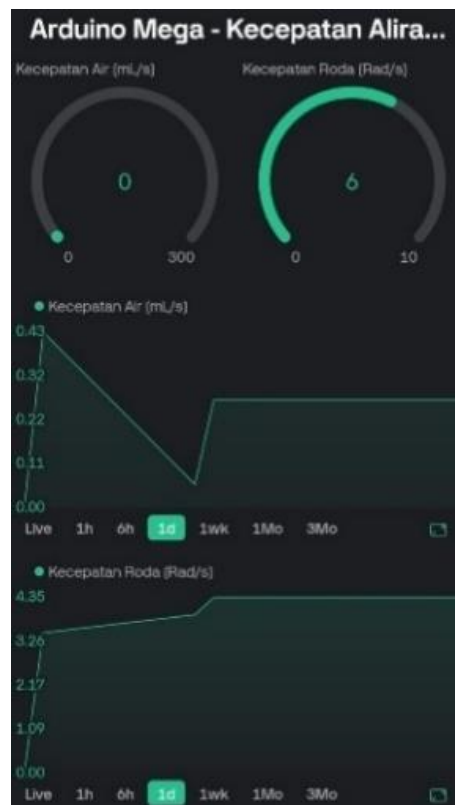 Arduino Mega - Kecepatan Alira...
Kecepatan Air (mL/s) Kecepatan Roda (Rad/s)
0 6
0 300 0 10
Kecepatan Air (mL/s)
0.43
0.32
0.22
0.11
0.00
Live 1h 6h 1d 1wk 1Mo 3Mo
Kecepatan Roda (Rad/s)
4.35
3.26
2.17
1.09
0.00
Live 1h 6h 1d 1wk 1Mo 3Mo